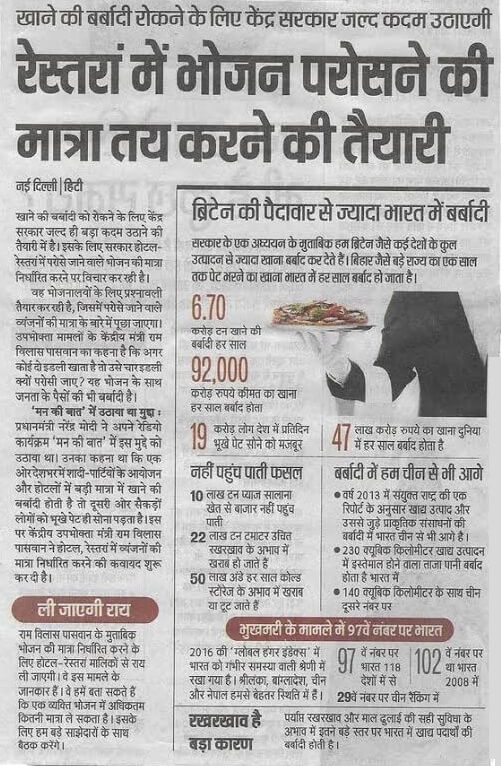 खाने की बर्बादी रोकने के लिए केंद्र सरकार जल्द कदम उठाएगी
रेस्तरां में भोजन परोसने की
मात्रा तय करने की तैयारी
नई दिल्ली | हिटी
खाने की बर्बादी को रोकने के लिए केंद्र
सरकार जल्द ही बड़ा कदम उठाने की
तैयारी में है। इसके लिए सरकार होटल-
रेस्तरां में परोसे जाने वाले भोजन की मात्रा
निर्धारित करने पर विचार कर रही है।
वह भोजनालयों के लिए प्रश्नावली
तैयार कर रही है, जिसमें परोसे जाने वाले
व्यंजनों की मात्रा के बारे में पूछा जाएगा।
उपभोक्ता मामलों के केंद्रीय मंत्री राम
विलास पासवान का कहना है कि अगर
कोई दो इडली खाता है तो उसे चार इडली
क्यों परोसी जाए? यह भोजन के साथ
जनता के पैसों की भी बर्बादी है।
'मन की बात' में उठाया था मुद्दा:
प्रधानमंत्री नरेंद्र मोदी ने अपने रेडियो
कार्यक्रम 'मन की बात' में इस मुद्दे को
उठाया था। उनका कहना था कि एक
ओर देशभर में शादी-पार्टियों के आयोजन
और होटलों में बड़ी मात्रा में खाने की
बर्बादी होती है तो दूसरी ओर सैकड़ों
लोगों को भूखे पेट ही सोना पड़ता है। इस
पर केंद्रीय उपभोक्ता मंत्री राम विलास
पासवान ने होटल, रेस्तरां में व्यंजनों की
मात्रा निर्धारित करने की कवायद शुरू
कर दी है।
ली जाएगी राय
राम विलास पासवान के मुताबिक
भोजन की मात्रा निर्धारित करने के
लिए होटल-रेस्तरां मालिकों से राय
ली जाएगी। वे इस मामले के
जानकार हैं। वे हमें बता सकते हैं
कि एक व्यक्ति भोजन में अधिकतम
कितनी मात्रा ले सकता है। इसके
लिए हम बड़े साझेदारों के साथ
बैठक करेंगे।
ब्रिटेन की पैदावार से ज्यादा भारत में बर्बादी
सरकार के एक अध्ययन के मुताबिक हम ब्रिटेन जैसे कई देशों के कुल
उत्पादन से ज्यादा खाना बर्बाद कर देते हैं। बिहार जैसे बड़े राज्य का एक साल
तक पेट भरने का खाना भारत में हर साल बर्बाद हो जाता है।
6.70
करोड़ टन खाने की
बर्बादी हर साल
92,000
करोड़ रुपये कीमत का खाना
हर साल बर्बाद होता
19 करोड़ लोग देश में प्रतिदिन
भूखे पेट सोने को मजबूर
47 लाख करोड़ रुपये का खाना दुनिया
में हर साल बर्बाद होता है
नहीं पहुंच पाती फसल
10 लाख टन प्याज सालाना
खेत से बाजार नहीं पहुंच
पाती
22 लाख टन टमाटर उचित
रखरखाव के अभाव में
खराब हो जाते हैं
50 लाख अंडे हर साल कोल्ड
स्टोरेज के अभाव में खराब
या टूट जाते हैं
बर्बादी में हम चीन से भी आगे
• वर्ष 2013 में संयुक्त राष्ट्र की एक
रिपोर्ट के अनुसार खाद्य उत्पाद और
उससे जुड़े प्राकृतिक संसाधनों की
बर्बादी में भारत चीन से भी आगे है।
• 230 क्यूबिक किलोमीटर खाद्य उत्पादन
में इस्तेमाल होने वाला ताजा पानी बर्बाद
होता है भारत में
• 140 क्यूबिक किलोमीटर के साथ चीन
दूसरे नंबर पर
भुखमरी के मामले में 97वें नंबर पर भारत
2016 की 'ग्लोबल हंगर इंडेक्स' में
भारत को गंभीर समस्या वाली श्रेणी में
रखा गया है। श्रीलंका, बांग्लादेश, चीन
और नेपाल हमसे बेहतर स्थिति में हैं।
97 वें नंबर पर
भारत 118
देशों में से
102 वें नंबर पर
था भारत
2008 में
29वें नंबर पर चीन रैंकिंग में
रखरखाव है
बड़ा कारण
पर्याप्त रखरखाव और माल ढुलाई की सही सुविधा के
अभाव में इतने बड़े स्तर पर भारत में खाद्य पदार्थों की
बर्बादी होती है।